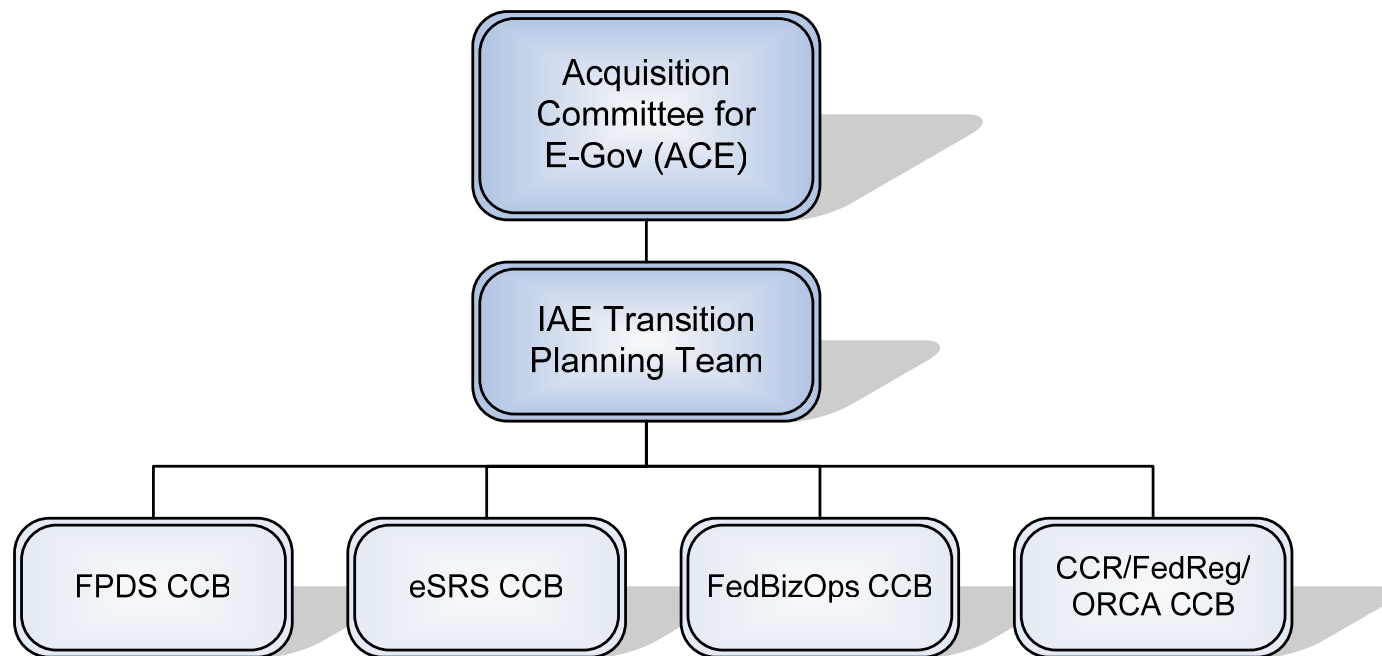 Acquisition
Committee for
E-Gov (ACE)
IAE Transition
Planning Team
FPDS CCB
eSRS CCB
FedBizOps CCB
CCR/FedReg/
ORCA CCB